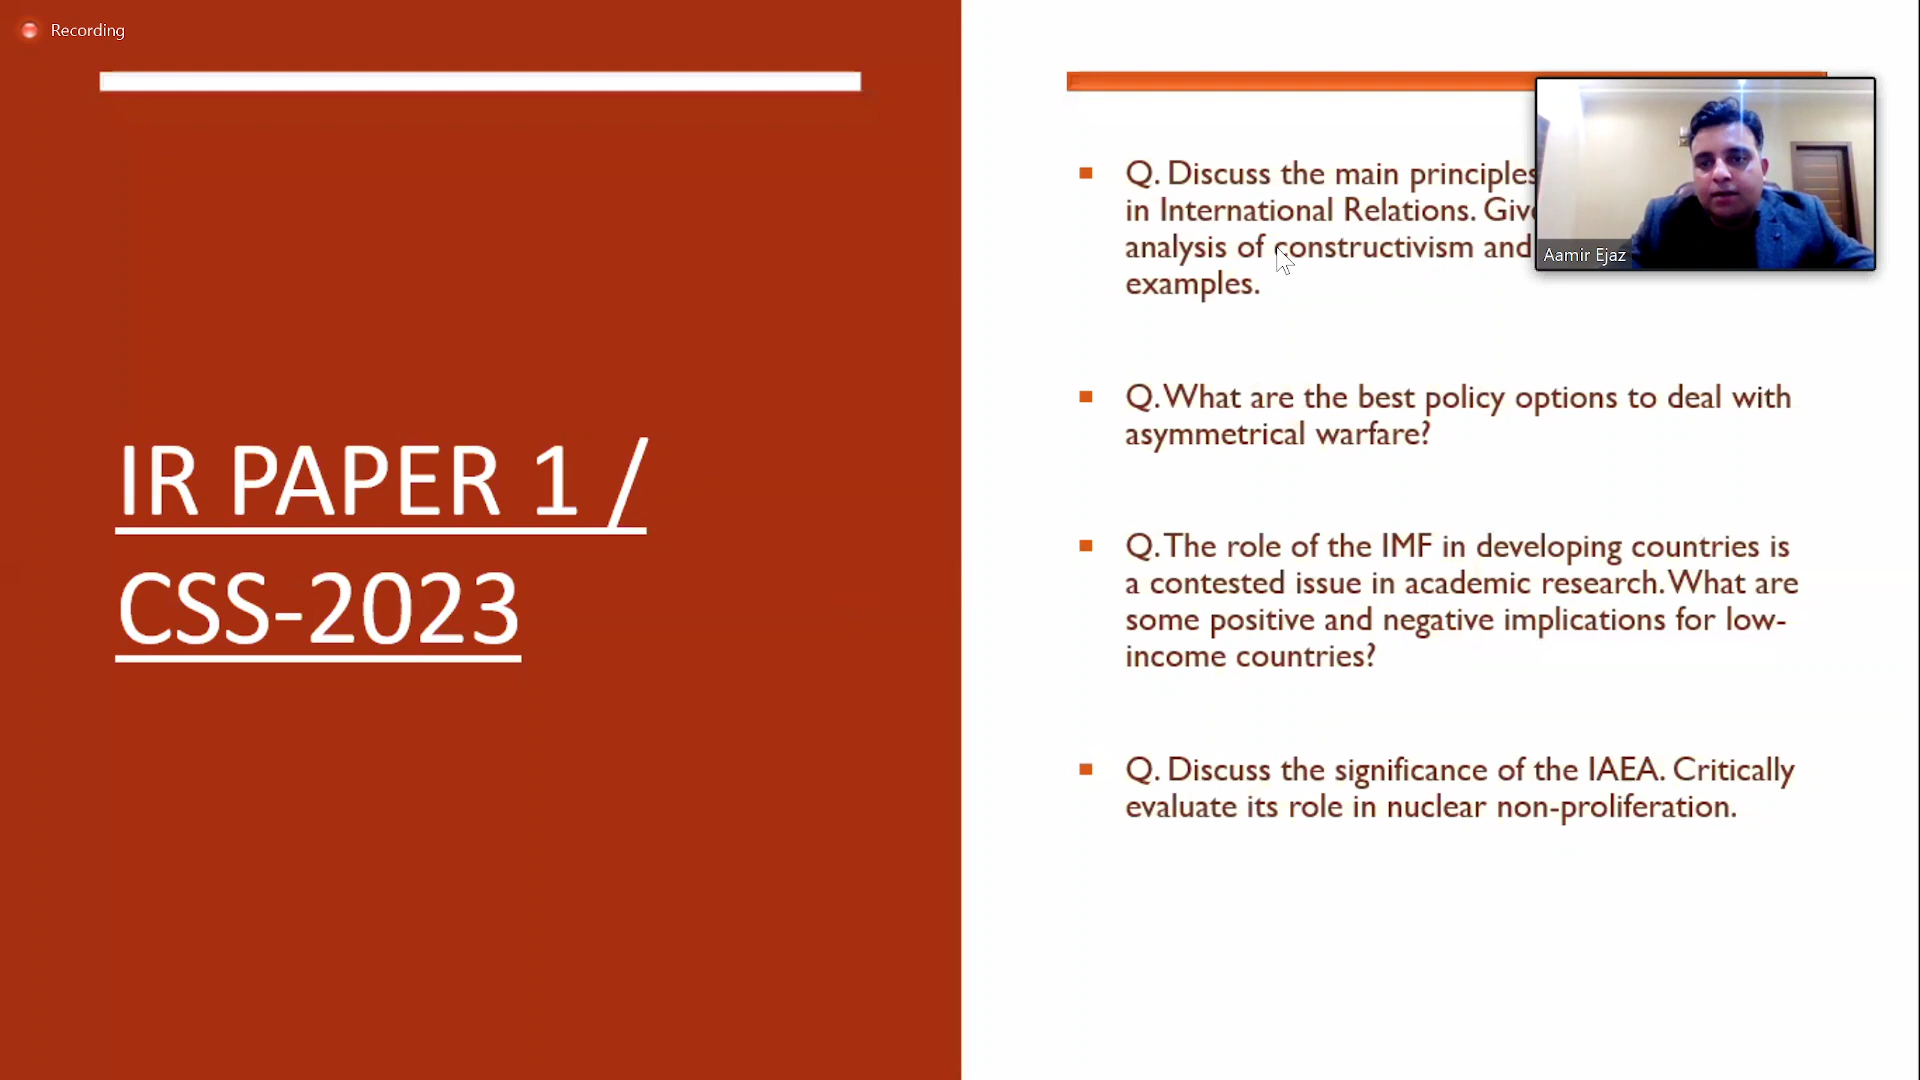 Recording
IR PAPER 1 /
CSS-2023
Q. Discuss the main principles
in International Relations. Give
analysis of constructivism and
examples.
Q. What are the best policy options to deal with
asymmetrical warfare?
Q. The role of the IMF in developing countries is
a contested issue in academic research. What are
some positive and negative implications for low-
income countries?
Q. Discuss the significance of the IAEA. Critically
evaluate its role in nuclear non-proliferation.
Aamir Ejaz